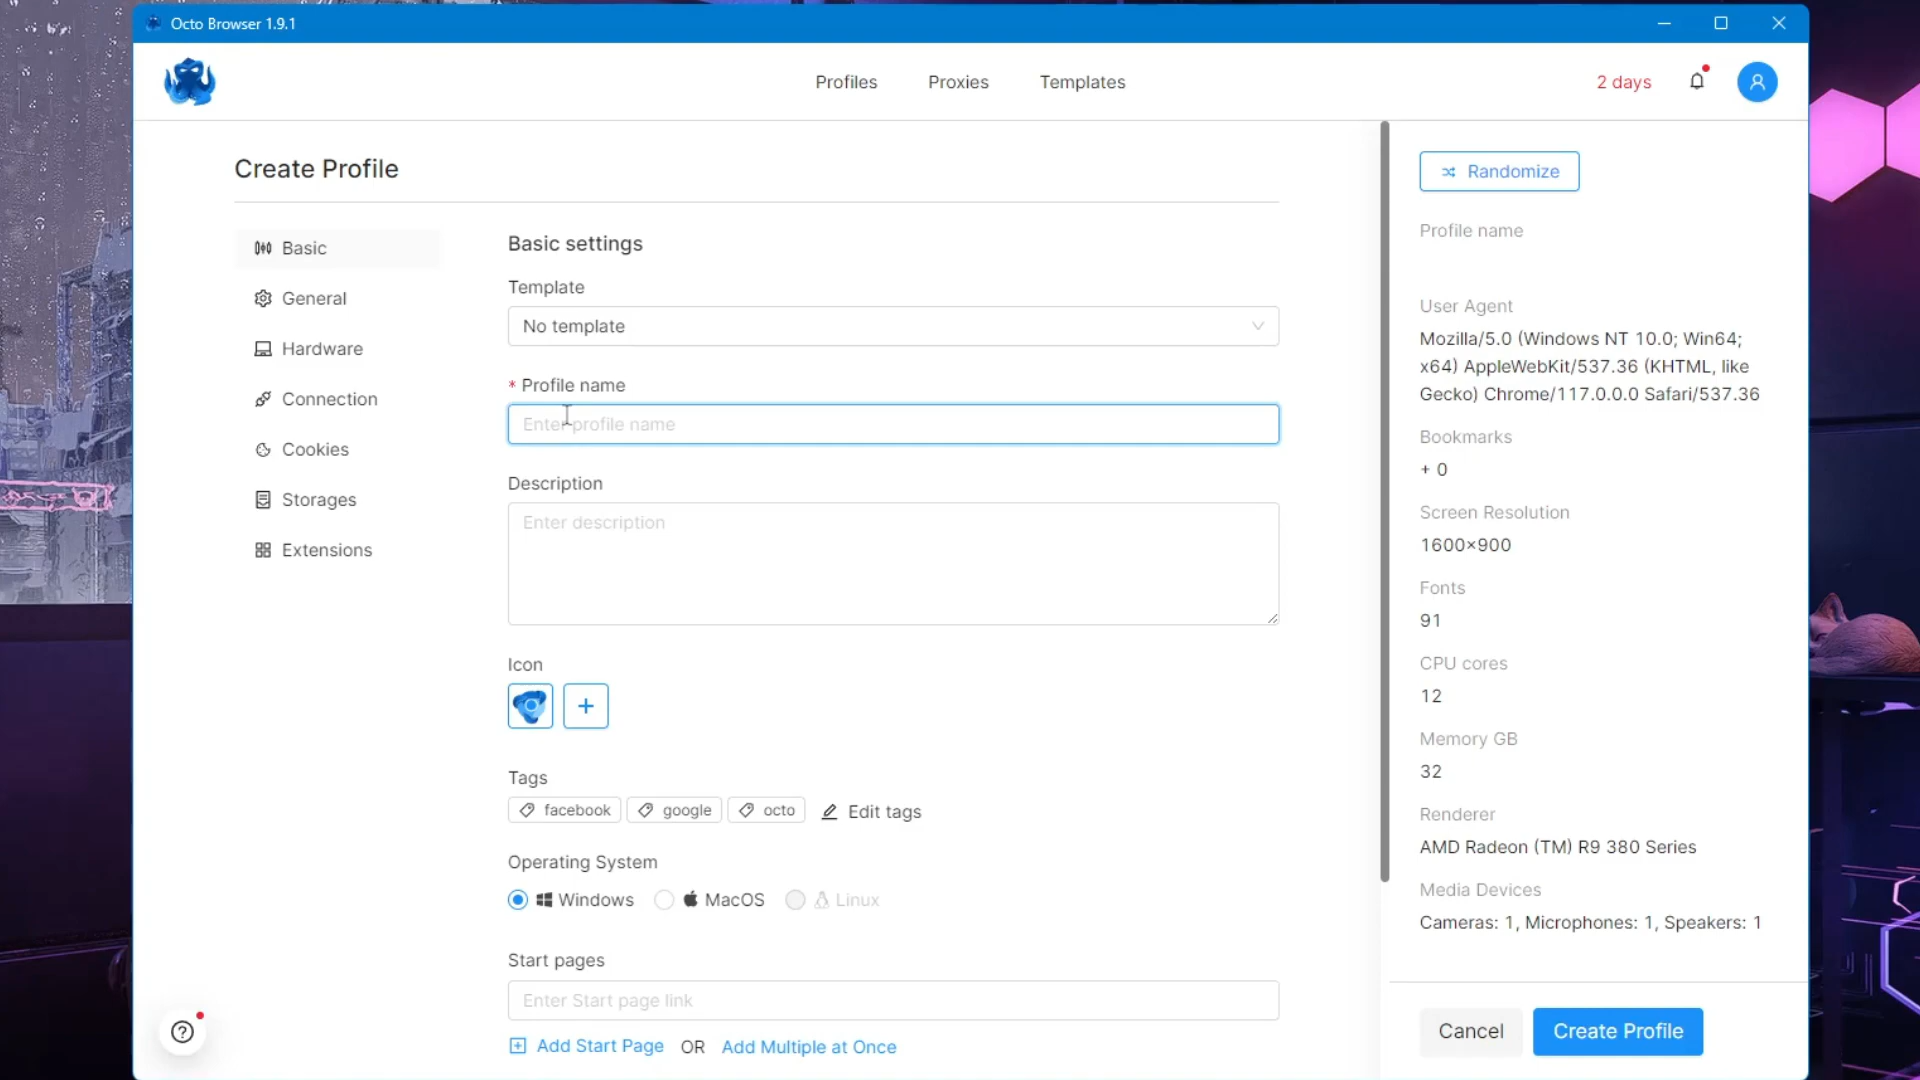 Octo Browser 1.9.1
Profiles
Proxies
Templates
2 days
Create Profile
Basic
General
Hardware
Connection
Cookies
Storages
Extensions
Basic settings
Template
No template
* Profile name
Enter profile name
Description
Enter description
Icon
Tags
facebook
google
octo
Edit tags
Operating System
Windows
MacOS
Linux
Start pages
Enter Start page link
Add Start Page OR Add Multiple at Once
Randomize
Profile name
User Agent
Mozilla/5.0 (Windows NT 10.0; Win64;
x64) AppleWebKit/537.36 (KHTML, like
Gecko) Chrome/117.0.0.0 Safari/537.36
Bookmarks
+ 0
Screen Resolution
1600×900
Fonts
91
CPU cores
12
Memory GB
32
Renderer
AMD Radeon (TM) R9 380 Series
Media Devices
Cameras: 1, Microphones: 1, Speakers: 1
Cancel
Create Profile